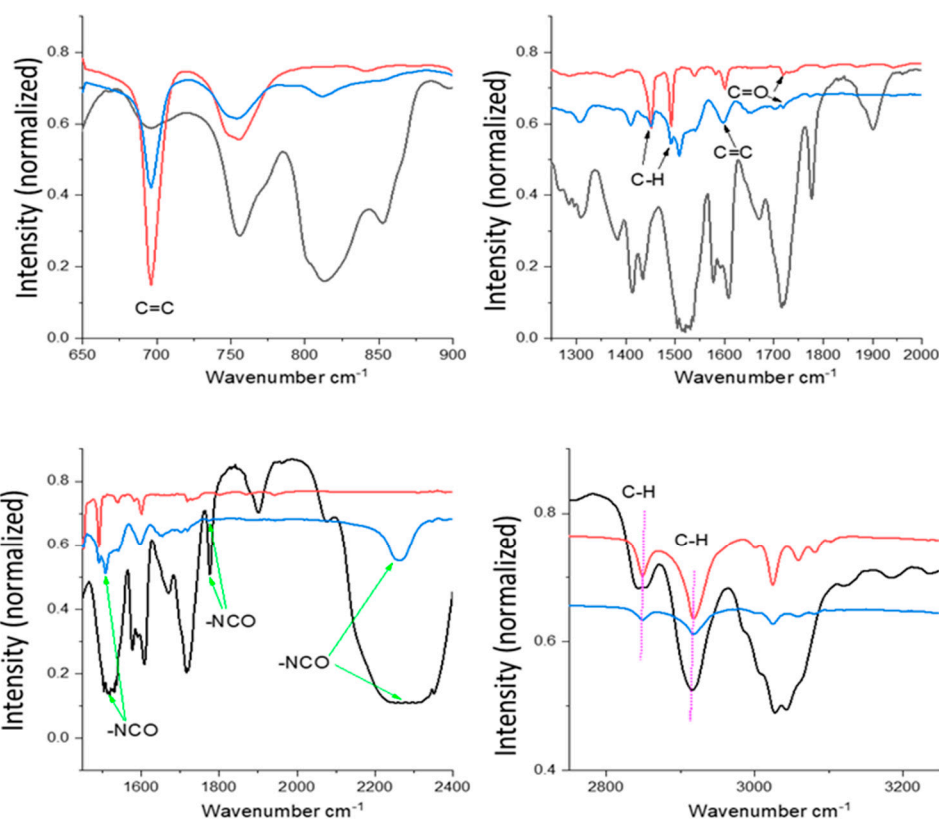 Intensity (normalized)
0.8
0.6
0.4
0.2
0.0
C=C
650 700 750 800 850 900
Wavenumber cm-1
Intensity (normalized)
0.8
0.6
0.4
0.2
0.0
C=O
C=C
C-H
1300 1400 1500 1600 1700 1800 1900 2000
Wavenumber cm-1
Intensity (normalized)
0.8
0.6
0.4
0.2
0.0
-NCO
-NCO
-NCO
1600 1800 2000 2200 2400
Wavenumber cm-1
Intensity (normalized)
0.8
0.6
0.4
C-H
C-H
2800 3000 3200
Wavenumber cm-1